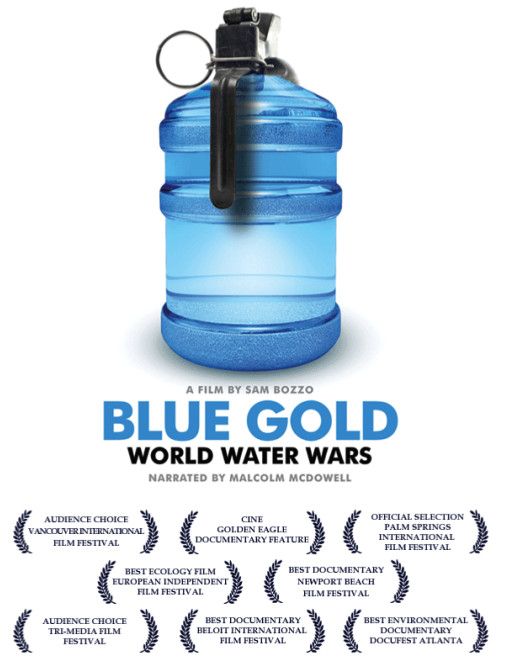 A FILM BY SAM BOZZO
BLUE GOLD
WORLD WATER WARS
NARRATED BY MALCOLM MCDOWELL
AUDIENCE CHOICE
VANCOUVER INTERNATIONAL
FILM FESTIVAL
CINE
GOLDEN EAGLE
DOCUMENTARY FEATURE
OFFICIAL SELECTION
PALM SPRINGS
INTERNATIONAL
FILM FESTIVAL
BEST ECOLOGY FILM
EUROPEAN INDEPENDENT
FILM FESTIVAL
BEST DOCUMENTARY
NEWPORT BEACH
FILM FESTIVAL
AUDIENCE CHOICE
TRI-MEDIA FILM
FESTIVAL
BEST DOCUMENTARY
BELOIT INTERNATIONAL
FILM FESTIVAL
BEST ENVIRONMENTAL
DOCUMENTARY
DOCUFEST ATLANTA